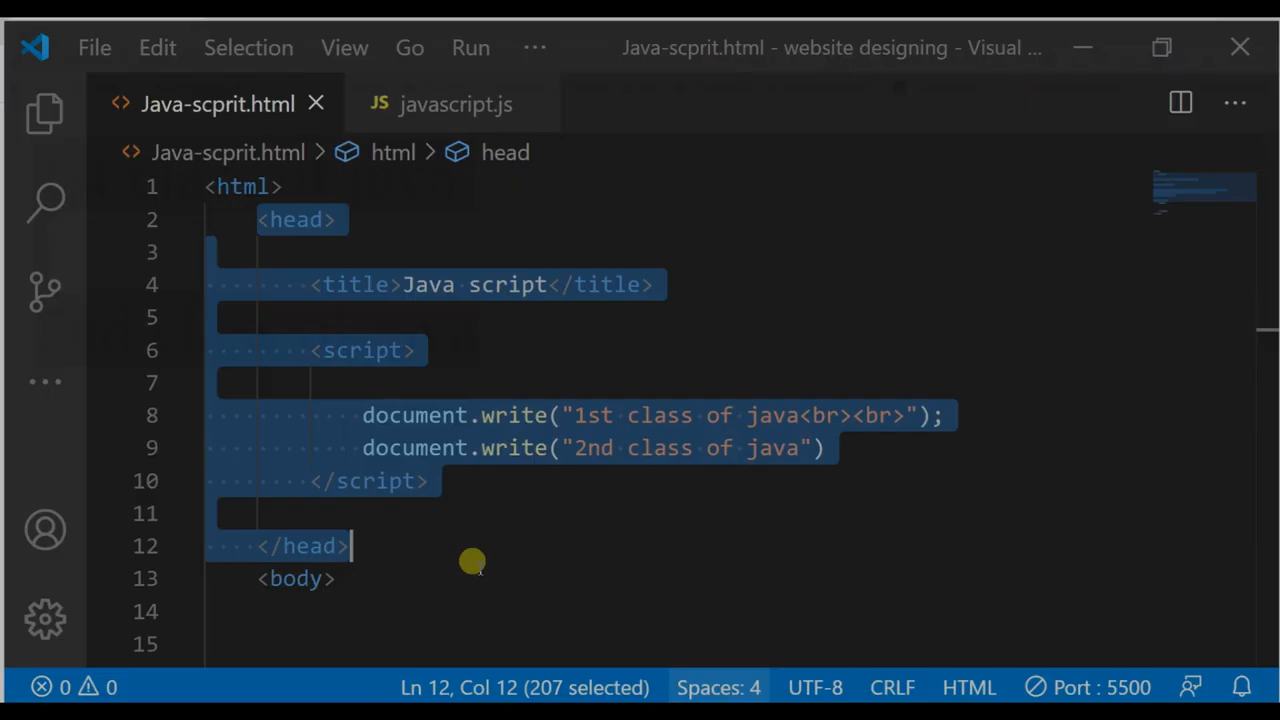 File Edit Selection View Go Run ··· Java-scprit.html - website designing - Visual ...
Java-scprit.html JS javascript.js
Java-scprit.html > html > head
1 <html>
2 <head>
3
4 <title>Java script</title>
5
6 <script>
7
8 document.write("1st class of java<br><br>");
9 document.write("2nd class of java")
10 </script>
11
12 </head>
13 <body>
14
15
0 0 Ln 12, Col 12 (207 selected) Spaces: 4 UTF-8 CRLF HTML Port : 5500